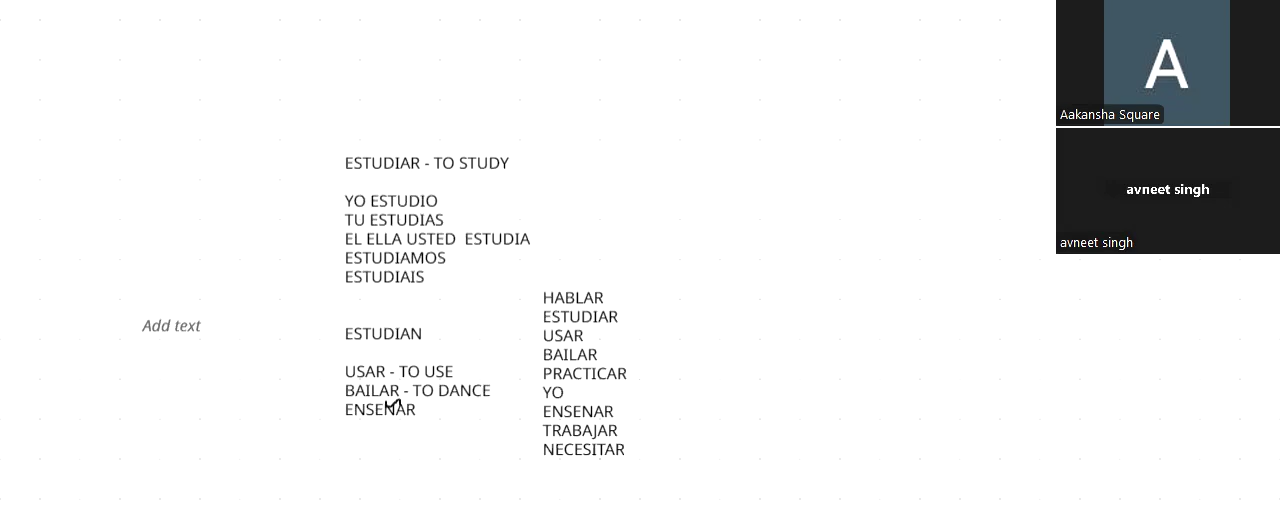 ESTUDIAR - TO STUDY
YO ESTUDIO
TU ESTUDIAS
EL ELLA USTED  ESTUDIA
ESTUDIAMOS
ESTUDIAIS
ESTUDIAN
USAR - TO USE
BAILAR - TO DANCE
ENSENAR
HABLAR
ESTUDIAR
USAR
BAILAR
PRACTICAR
YO
ENSENAR
TRABAJAR
NECESITAR
Add text
A
Aakansha Square
avneet singh
avneet singh